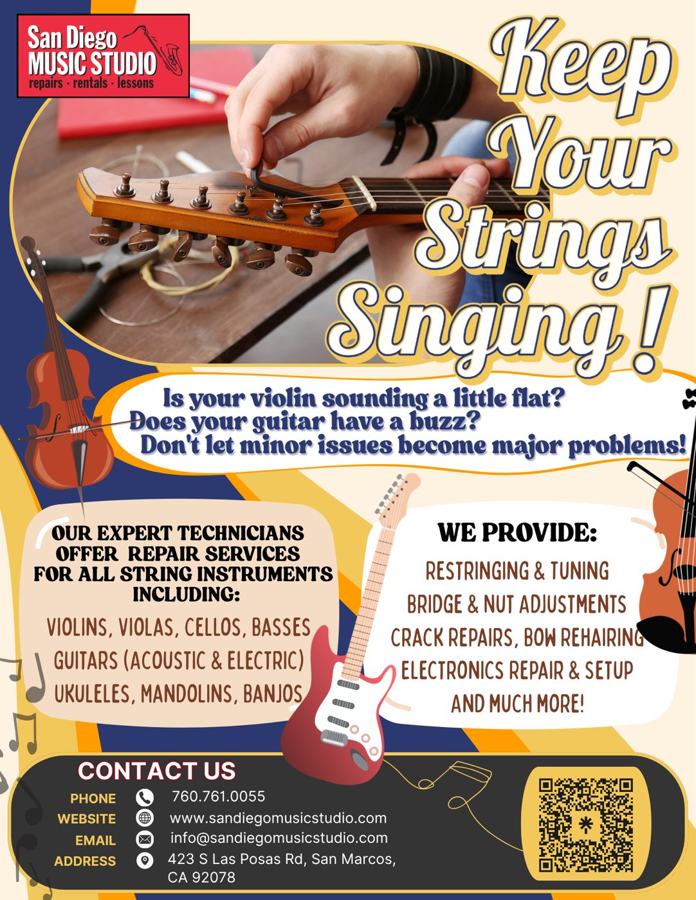 San Diego
MUSIC STUDIO
repairs · rentals · lessons
Keep
Your
Strings
Singing!
Is your violin sounding a little flat?
Does your guitar have a buzz?
Don't let minor issues become major problems!
OUR EXPERT TECHNICIANS
OFFER REPAIR SERVICES
FOR ALL STRING INSTRUMENTS
INCLUDING:
VIOLINS, VIOLAS, CELLOS, BASSES
GUITARS (ACOUSTIC & ELECTRIC)
UKULELES, MANDOLINS, BANJOS
WE PROVIDE:
RESTRINGING & TUNING
BRIDGE & NUT ADJUSTMENTS
CRACK REPAIRS, BOW REHAIRING
ELECTRONICS REPAIR & SETUP
AND MUCH MORE!
CONTACT US
PHONE 760.761.0055
WEBSITE www.sandiegomusicstudio.com
EMAIL info@sandiegomusicstudio.com
ADDRESS 423 S Las Posas Rd, San Marcos,
CA 92078